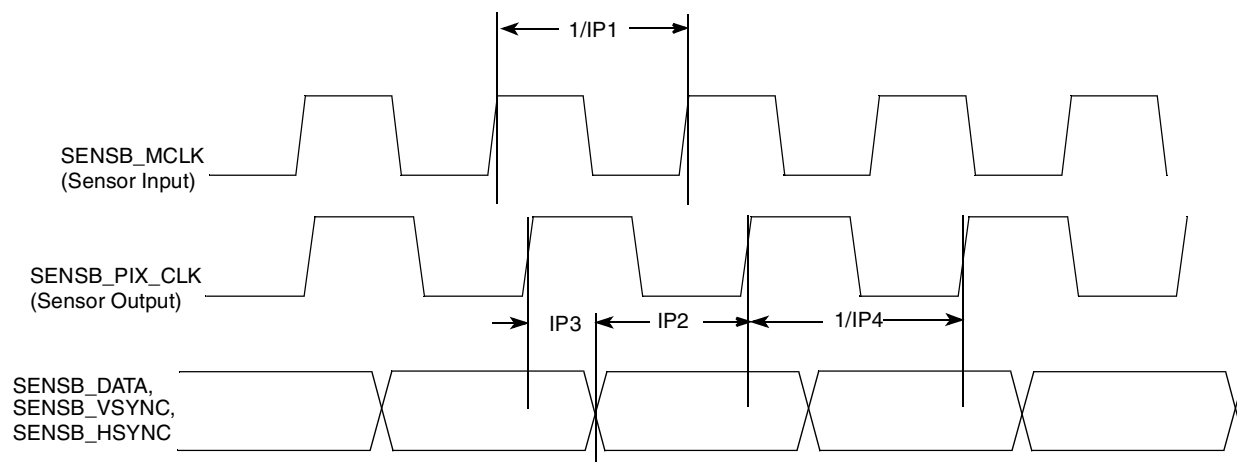 1/IP1
SENSB_MCLK
(Sensor Input)
SENSB_PIX_CLK
(Sensor Output)
IP3
IP2
1/IP4
SENSB_DATA,
SENSB_VSYNC,
SENSB_HSYNC